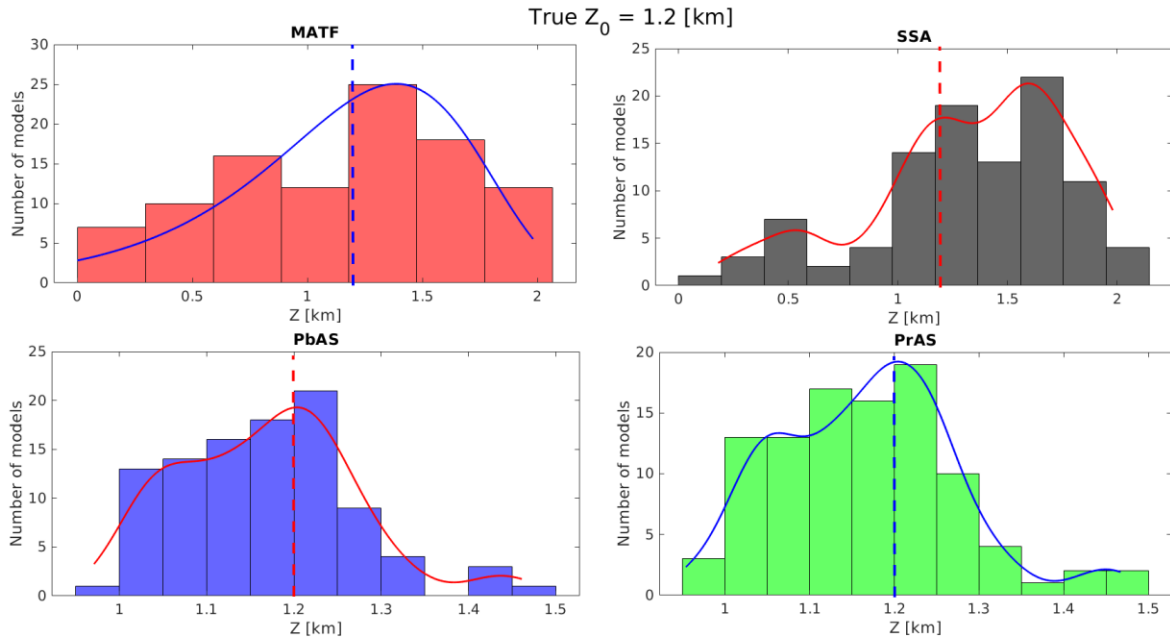 True Z0 = 1.2 [km]
MATF
30
25
20
15
10
5
0
Number of models
0 0.5 1 1.5 2
Z [km]
SSA
25
20
15
10
5
0
Number of models
0 0.5 1 1.5 2
Z [km]
PbAS
25
20
15
10
5
0
Number of models
1 1.1 1.2 1.3 1.4 1.5
Z [km]
PrAS
20
15
10
5
0
Number of models
1 1.1 1.2 1.3 1.4 1.5
Z [km]